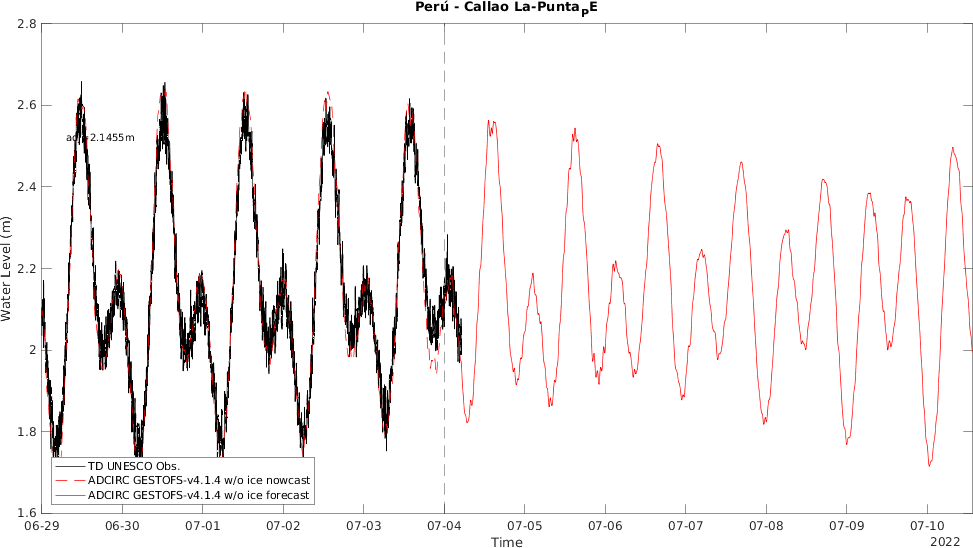 Perú - Callao La-PuntapE
2.8
2.6
2.4
2.2
2
1.8
1.6
Water Level (m)
2.1455m
TD UNESCO Obs.
ADCIRC GESTOFS-v4.1.4 w/o ice nowcast
ADCIRC GESTOFS-v4.1.4 w/o ice forecast
06-29 06-30 07-01 07-02 07-03 07-04 07-05 07-06 07-07 07-08 07-09 07-10
2022
Time